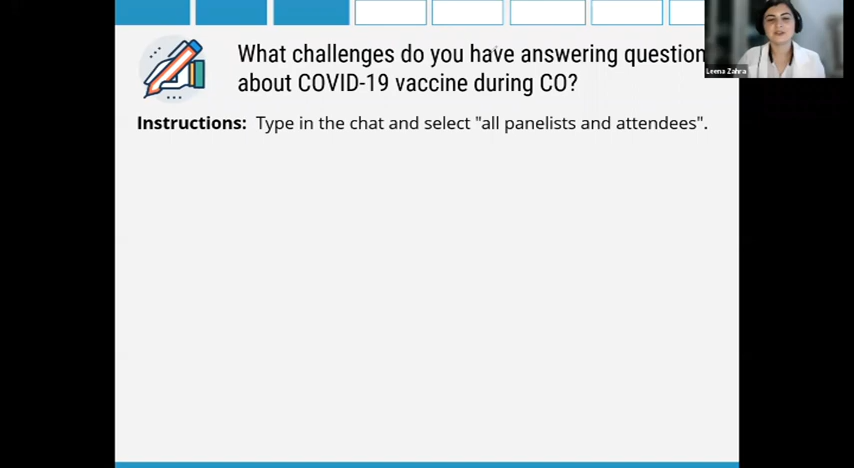 What challenges do you have answering question
about COVID-19 vaccine during CO?
Leena Zahra
Instructions: Type in the chat and select "all panelists and attendees".